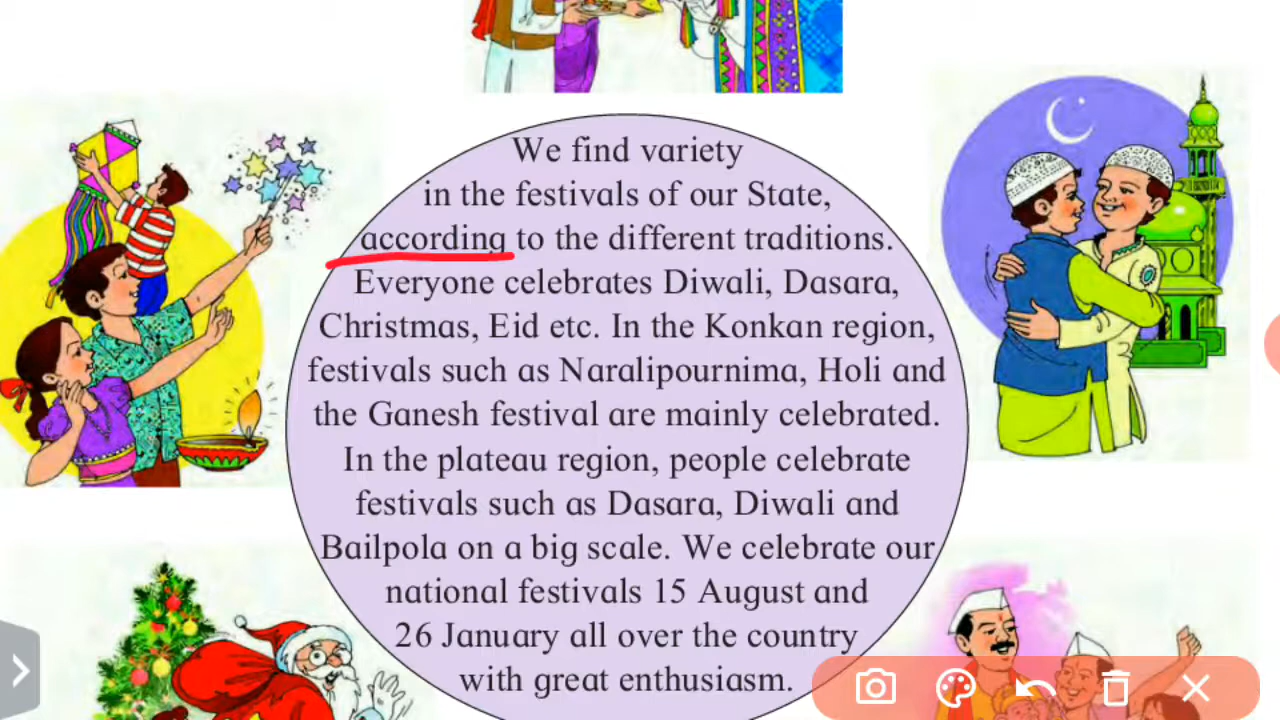 We find variety
in the festivals of our State,
according to the different traditions.
Everyone celebrates Diwali, Dasara,
Christmas, Eid etc. In the Konkan region,
festivals such as Naralipournima, Holi and
the Ganesh festival are mainly celebrated.
In the plateau region, people celebrate
festivals such as Dasara, Diwali and
Bailpola on a big scale. We celebrate our
national festivals 15 August and
26 January all over the country
with great enthusiasm.